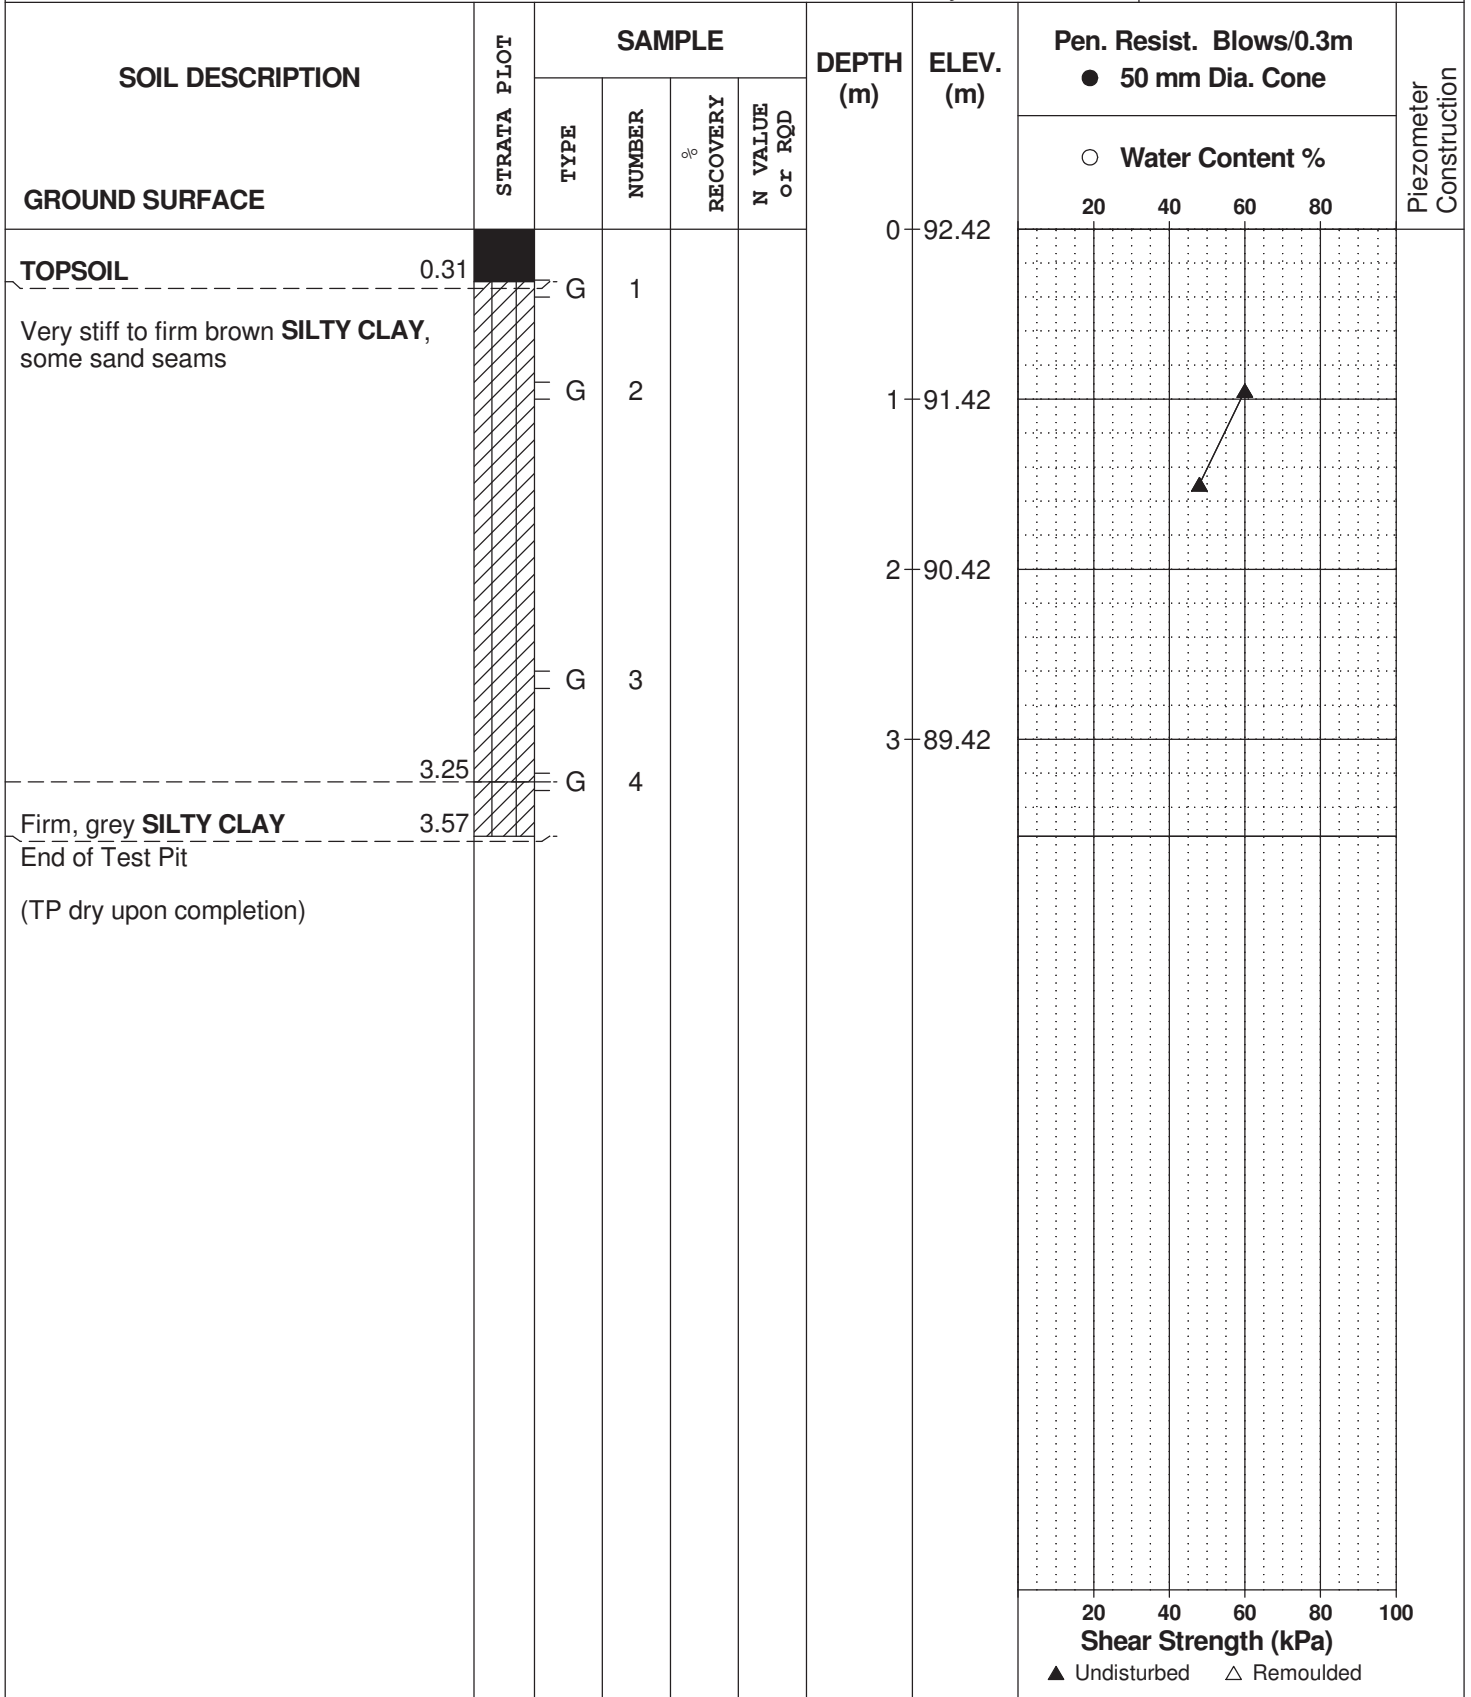 SOIL DESCRIPTION
GROUND SURFACE
STRATA PLOT
SAMPLE
TYPE
NUMBER
%
RECOVERY
N VALUE
or RQD
DEPTH
(m)
ELEV.
(m)
Pen. Resist. Blows/0.3m
● 50 mm Dia. Cone
○ Water Content %
20 40 60 80
Piezometer
Construction
0 92.42
TOPSOIL 0.31
G 1
Very stiff to firm brown SILTY CLAY,
some sand seams
G 2
1 91.42
2 90.42
G 3
3 89.42
3.25
G 4
Firm, grey SILTY CLAY 3.57
End of Test Pit
(TP dry upon completion)
20 40 60 80 100
Shear Strength (kPa)
▲ Undisturbed △ Remoulded